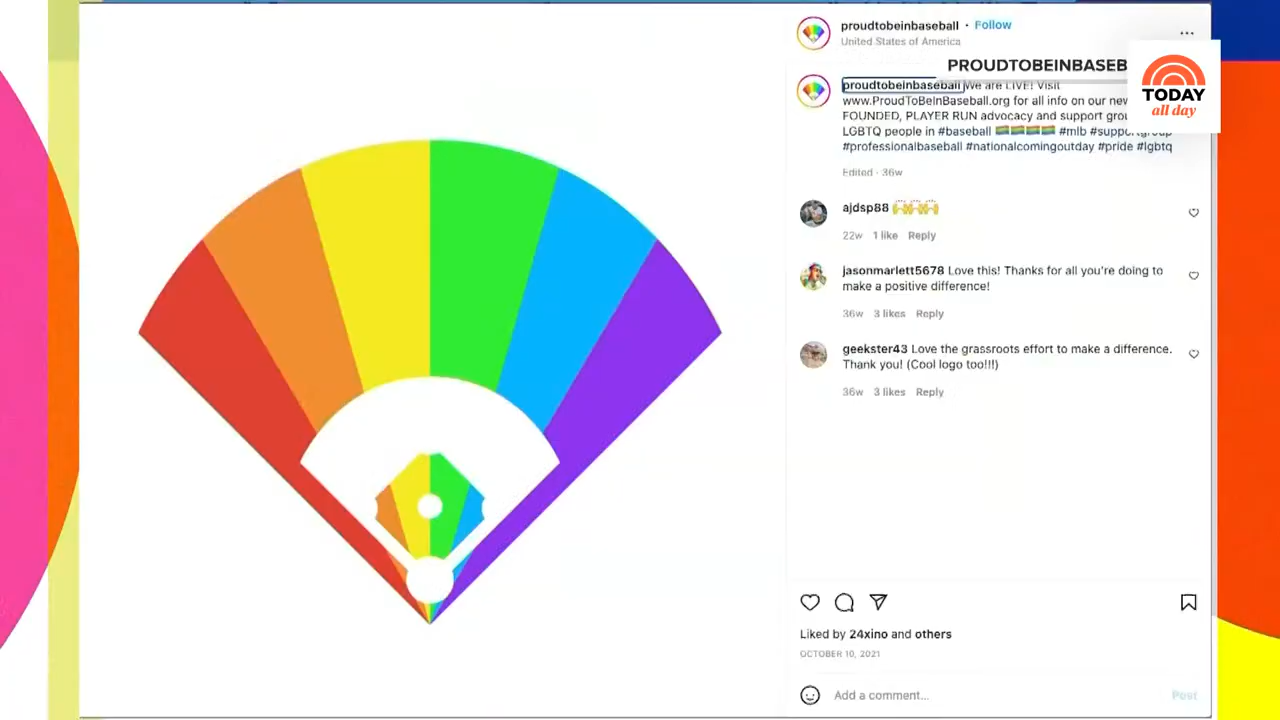 proudtobeinbaseball • Follow
United States of America
PROUDTOBEINBASEB
TODAY
all day
proudtobeinbaseball We are LIVE! Visit
www.ProudToBeInBaseball.org for all info on our new
FOUNDED, PLAYER RUN advocacy and support grou
LGBTQ people in #baseball 🏳️‍🌈🏳️‍🌈🏳️‍🌈🏳️‍🌈 #mlb #supportgroup
#professionalbaseball #nationalcomingoutday #pride #lgbtq
Edited · 36w
ajdsp88 🙌🙌🙌
22w 1 like Reply
jasonmarlett5678 Love this! Thanks for all you're doing to
make a positive difference!
36w 3 likes Reply
geekster43 Love the grassroots effort to make a difference.
Thank you! (Cool logo too!!!)
36w 3 likes Reply
Liked by 24xino and others
OCTOBER 10, 2021
Add a comment...
Post